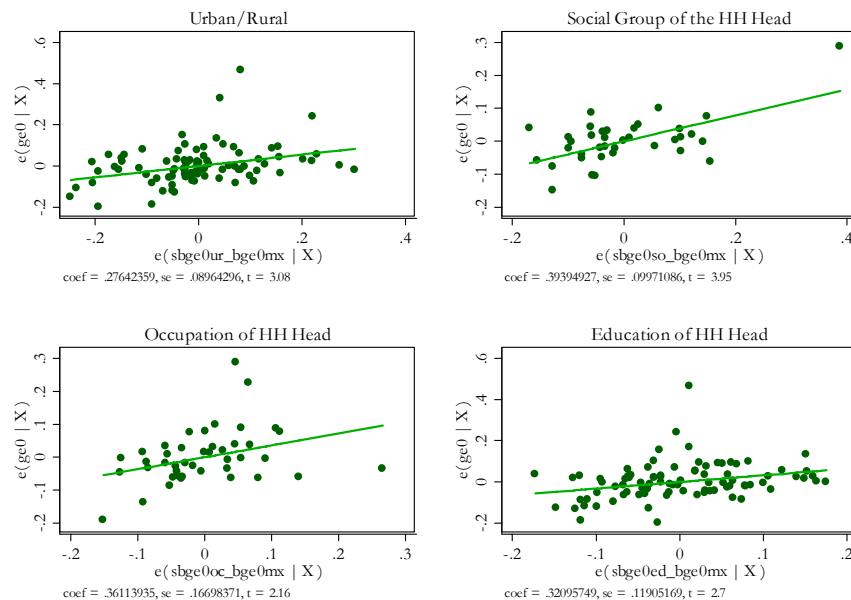 Urban/Rural
e( ge0 | X )
.6
.4
.2
0
-.2
-.2 0 .2 .4
e( sbge0ur_bge0mx | X )
coef = .27642359, se = .08964296, t = 3.08
Social Group of the HH Head
e( ge0 | X )
.3
.2
.1
0
-.1
-.2
-.2 0 .2 .4
e( sbge0so_bge0mx | X )
coef = .39394927, se = .09971086, t = 3.95
Occupation of HH Head
e( ge0 | X )
.3
.2
.1
0
-.1
-.2
-.2 -.1 0 .1 .2 .3
e( sbge0oc_bge0mx | X )
coef = .36113935, se = .16698371, t = 2.16
Education of HH Head
e( ge0 | X )
.6
.4
.2
0
-.2
-.2 -.1 0 .1 .2
e( sbge0ed_bge0mx | X )
coef = .32095749, se = .11905169, t = 2.7